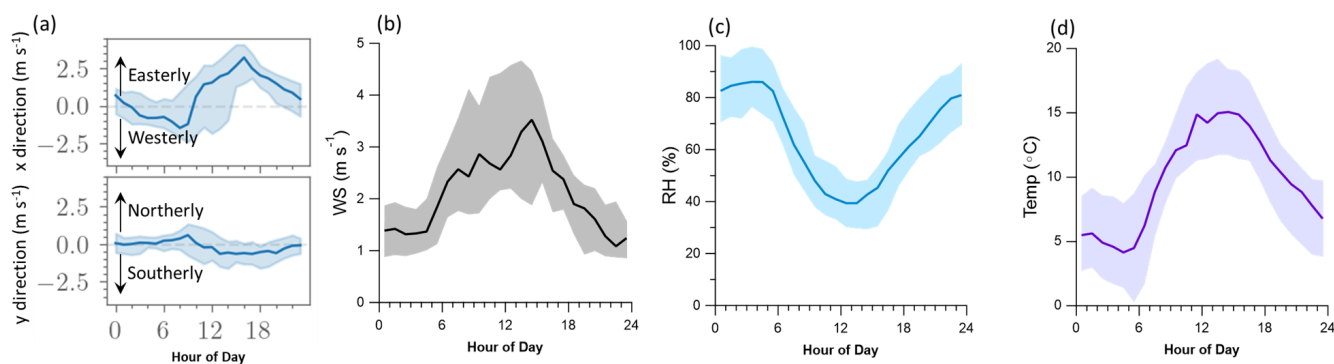 (a)
x direction (m s⁻¹)
2.5
0.0
−2.5
Easterly
Westerly
y direction (m s⁻¹)
2.5
0.0
−2.5
Northerly
Southerly
0 6 12 18
Hour of Day
(b)
WS (m s⁻¹)
5
4
3
2
1
0
0 6 12 18 24
Hour of Day
(c)
RH (%)
100
80
60
40
20
0
0 6 12 18 24
Hour of Day
(d)
Temp (°C)
20
15
10
5
0
0 6 12 18 24
Hour of Day